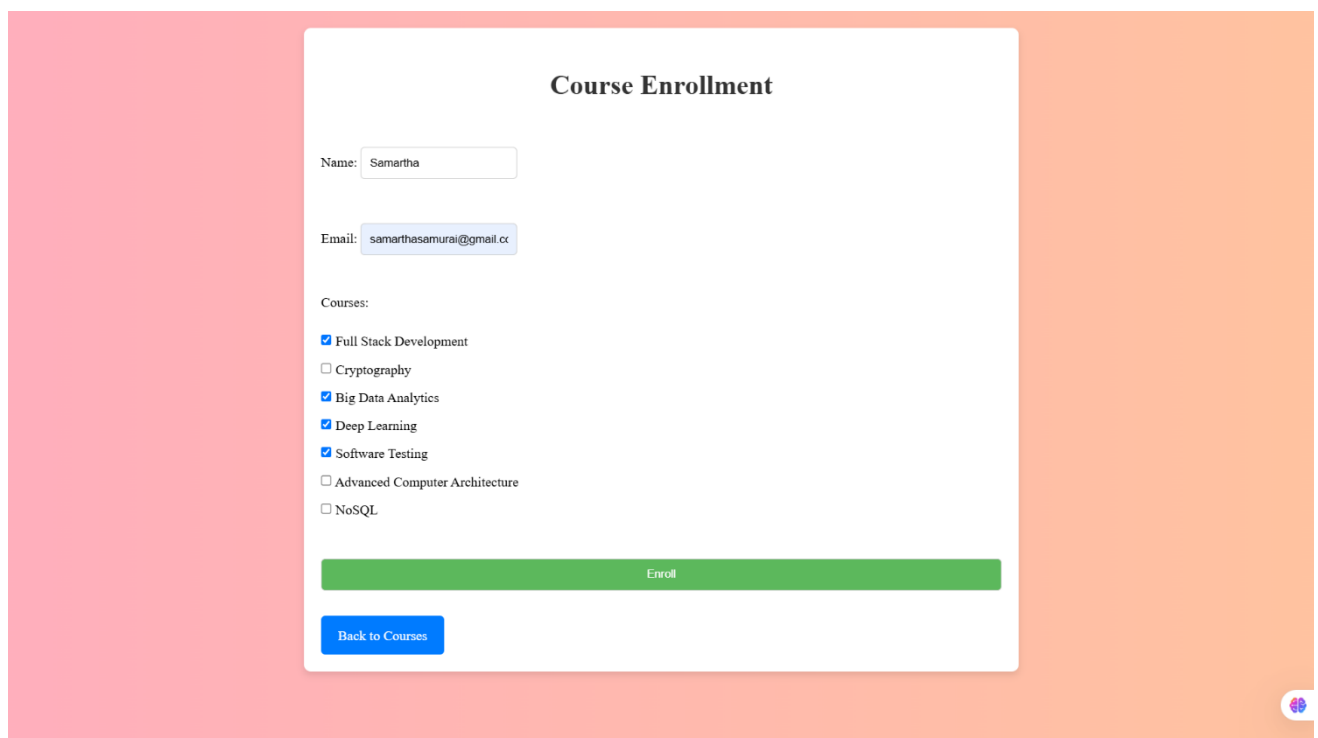 Course Enrollment
Name: Samartha
Email: samarthasamurai@gmail.cc
Courses:
Full Stack Development
Cryptography
Big Data Analytics
Deep Learning
Software Testing
Advanced Computer Architecture
NoSQL
Enroll
Back to Courses